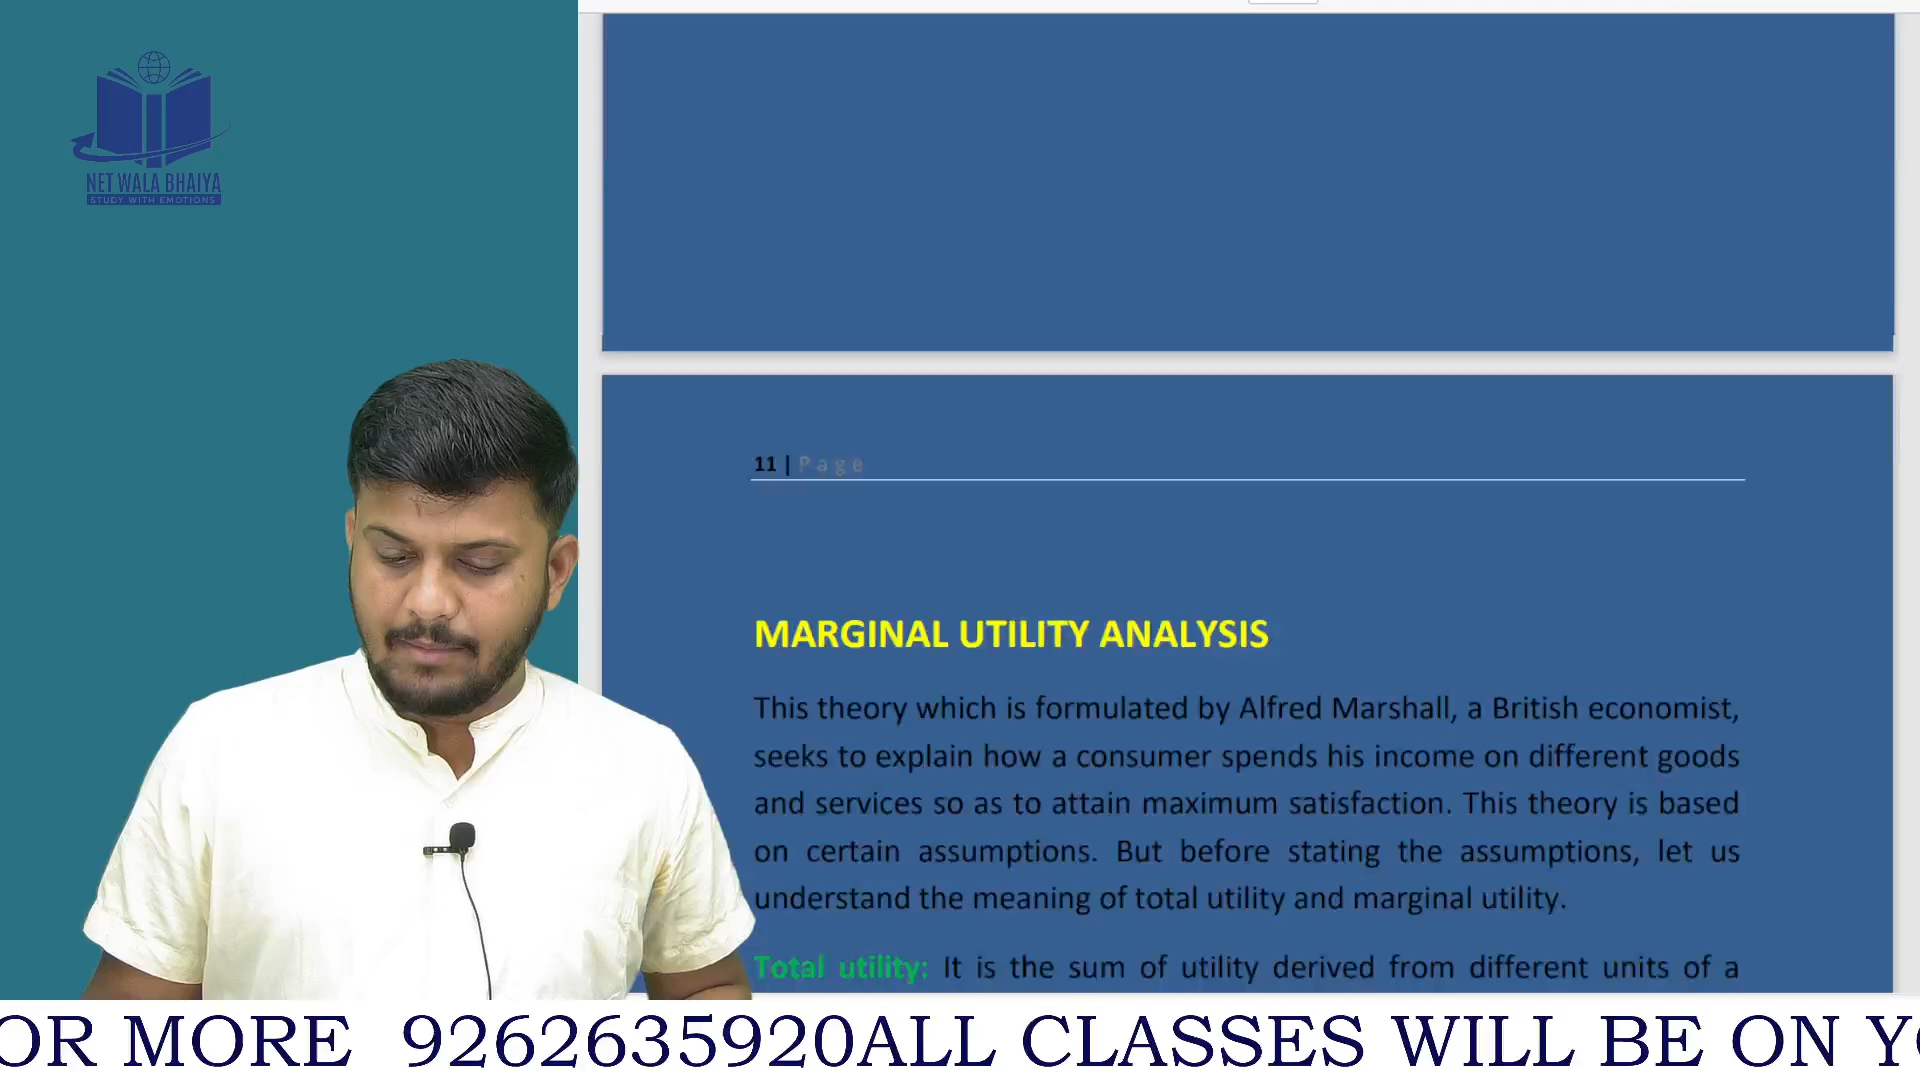 NET WALA BHAIYA
STUDY WITH EMOTIONS
11 | Page
MARGINAL UTILITY ANALYSIS
This theory which is formulated by Alfred Marshall, a British economist,
seeks to explain how a consumer spends his income on different goods
and services so as to attain maximum satisfaction. This theory is based
on certain assumptions. But before stating the assumptions, let us
understand the meaning of total utility and marginal utility.
Total utility: It is the sum of utility derived from different units of a
OR MORE 9262635920ALL CLASSES WILL BE ON Y